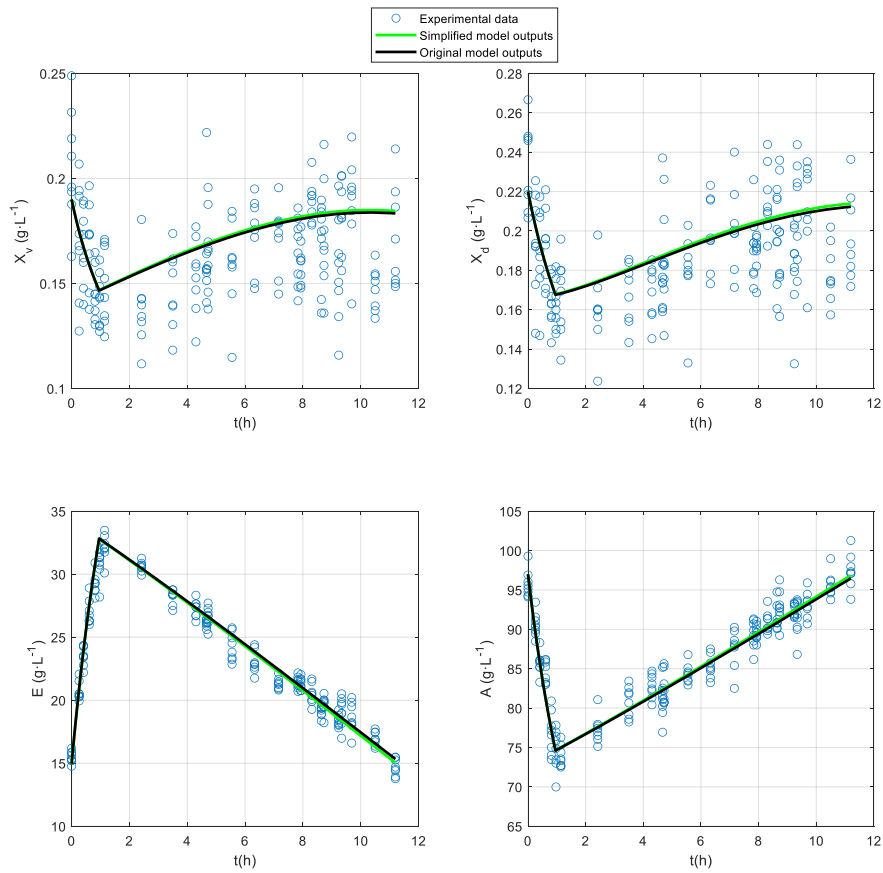 Experimental data
Simplified model outputs
Original model outputs
0.25
0.2
0.15
0.1
X_v (g·L^-1)
0 2 4 6 8 10 12
t(h)
0.28
0.26
0.24
0.22
0.2
0.18
0.16
0.14
0.12
X_d (g·L^-1)
0 2 4 6 8 10 12
t(h)
35
30
25
20
15
10
E (g·L^-1)
0 2 4 6 8 10 12
t(h)
105
100
95
90
85
80
75
70
65
A (g·L^-1)
0 2 4 6 8 10 12
t(h)